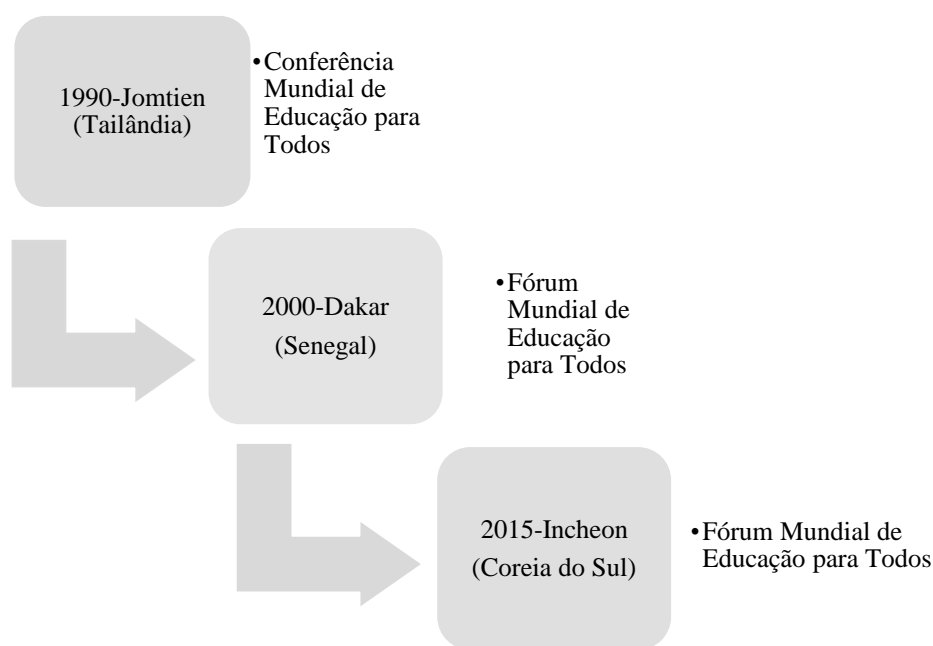 1990-Jomtien
(Tailândia)
•Conferência
Mundial de
Educação para
Todos
2000-Dakar
(Senegal)
•Fórum
Mundial de
Educação
para Todos
2015-Incheon
(Coreia do Sul)
•Fórum Mundial de
Educação para Todos